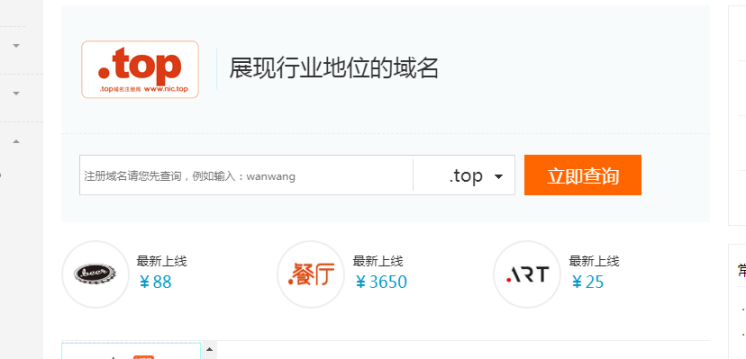 .top
.top域名注册局 www.nic.top
展现行业地位的域名
注册域名请您先查询，例如输入：wanwang
.top
立即查询
beer
最新上线
￥88
.餐厅
最新上线
￥3650
.ART
最新上线
￥25